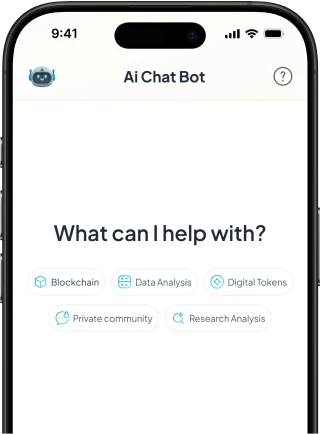 9:41
Ai Chat Bot
What can I help with?
Blockchain Data Analysis Digital Tokens
Private community Research Analysis